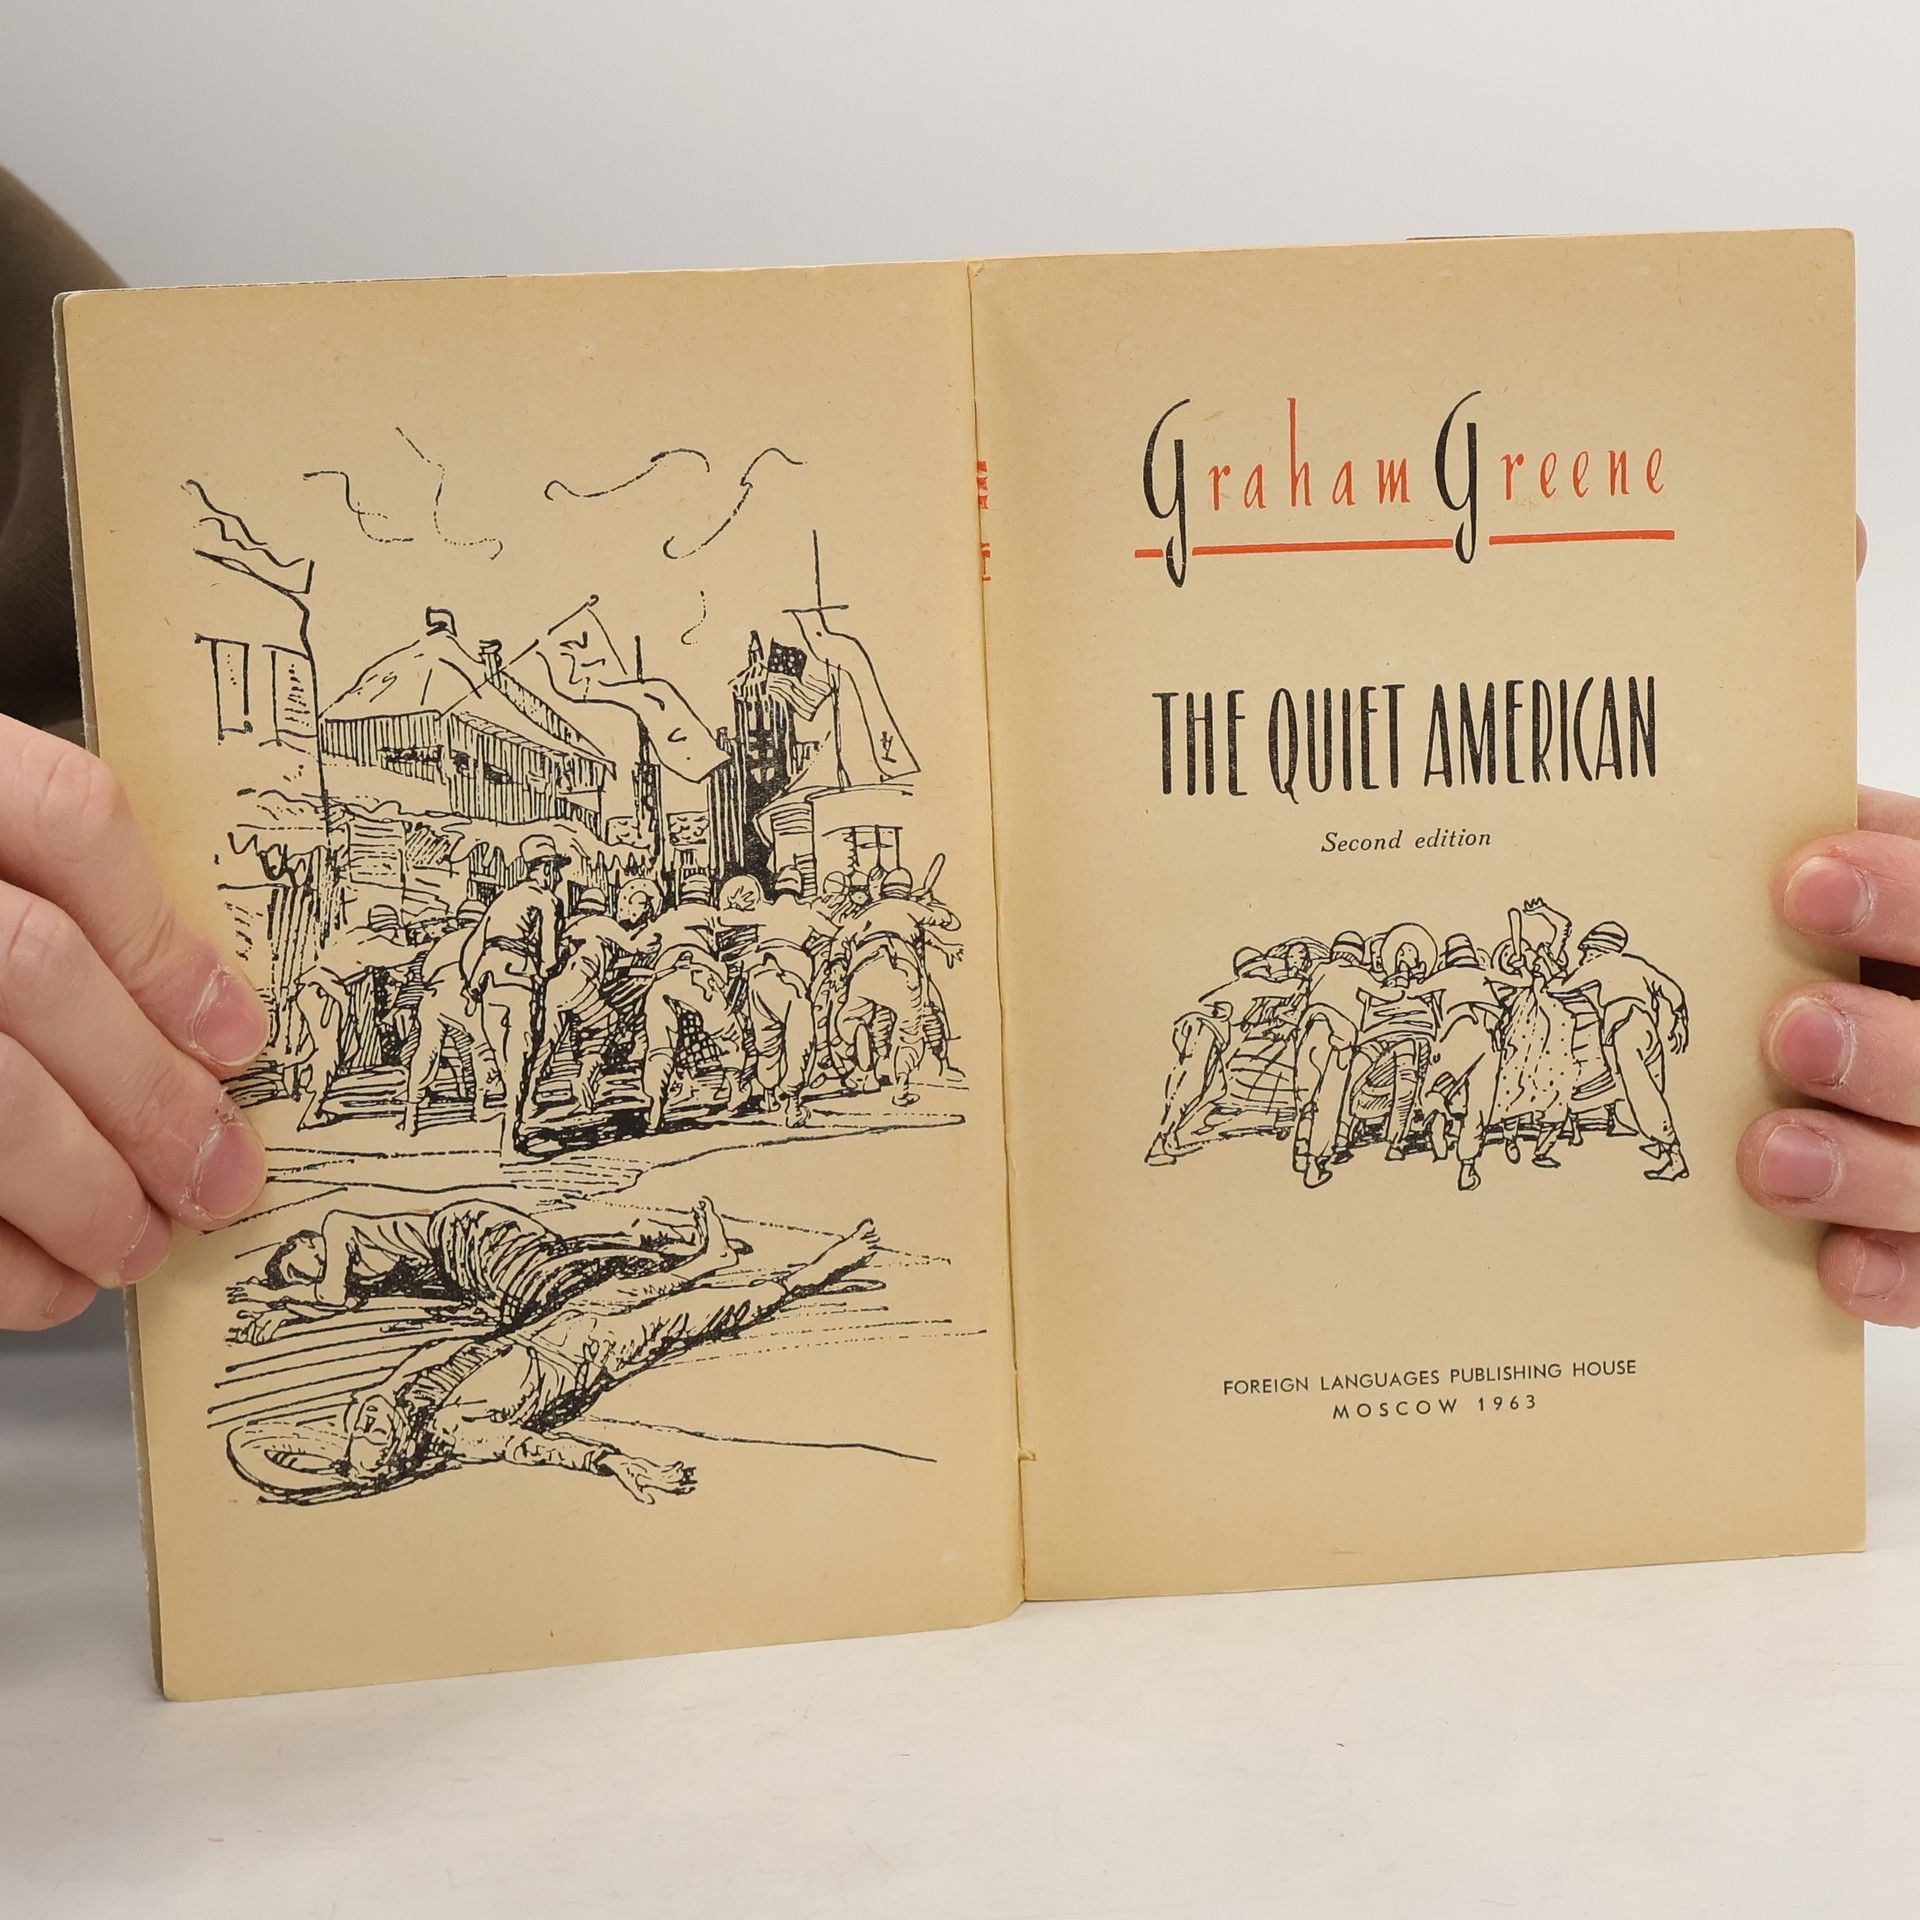 Graham Greene
THE QUIET AMERICAN
Second edition
FOREIGN LANGUAGES PUBLISHING HOUSE
MOSCOW 1963